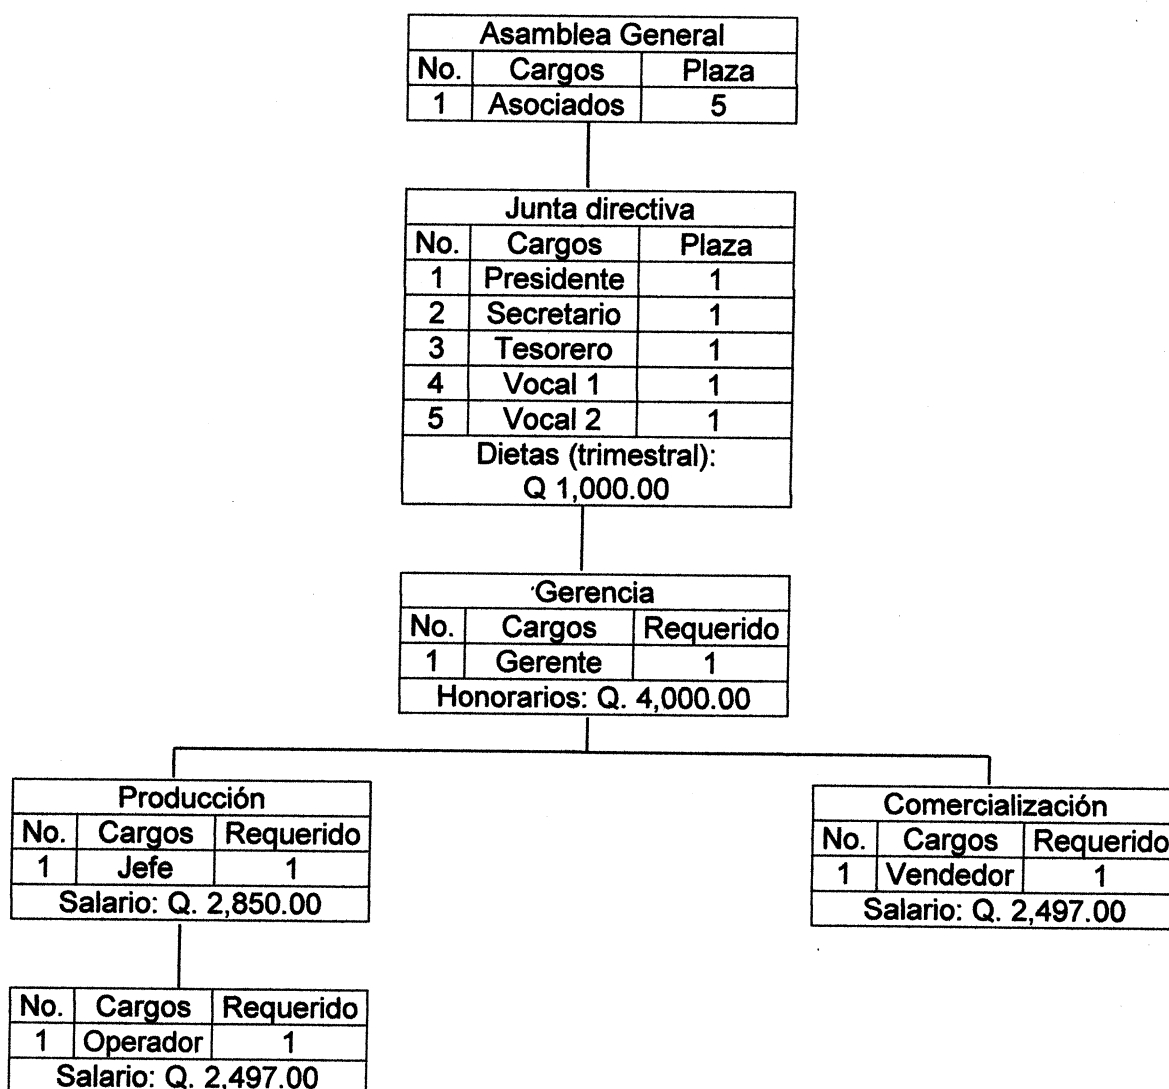 Asamblea General
No. Cargos Plaza
1 Asociados 5
Junta directiva
No. Cargos Plaza
1 Presidente 1
2 Secretario 1
3 Tesorero 1
4 Vocal 1 1
5 Vocal 2 1
Dietas (trimestral):
Q 1,000.00
Gerencia
No. Cargos Requerido
1 Gerente 1
Honorarios: Q. 4,000.00
Producción
No. Cargos Requerido
1 Jefe 1
Salario: Q. 2,850.00
No. Cargos Requerido
1 Operador 1
Salario: Q. 2,497.00
Comercialización
No. Cargos Requerido
1 Vendedor 1
Salario: Q. 2,497.00